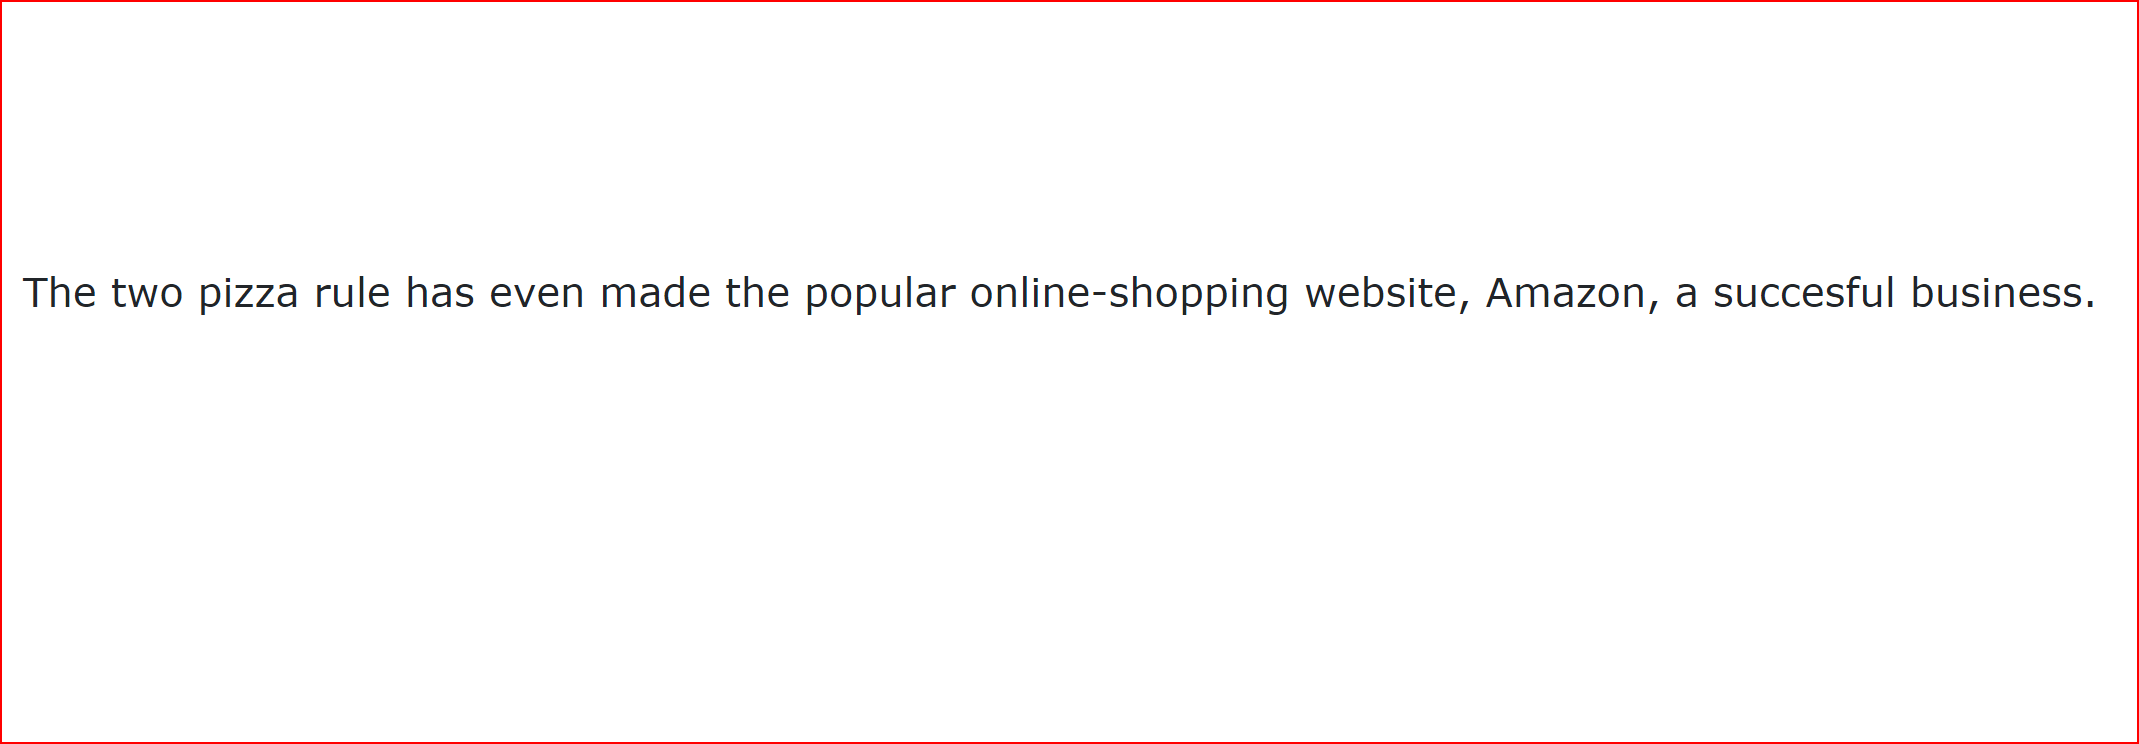 The two pizza rule has even made the popular online-shopping website, Amazon, a succesful business.